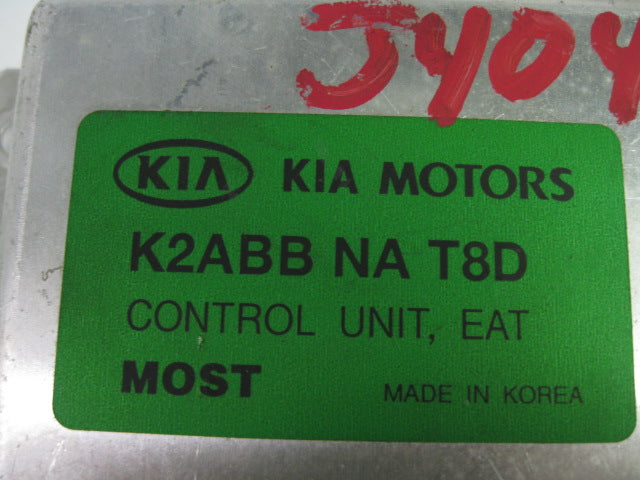 J404
KIA KIA MOTORS
K2ABB NA T8D
CONTROL UNIT, EAT
MOST MADE IN KOREA